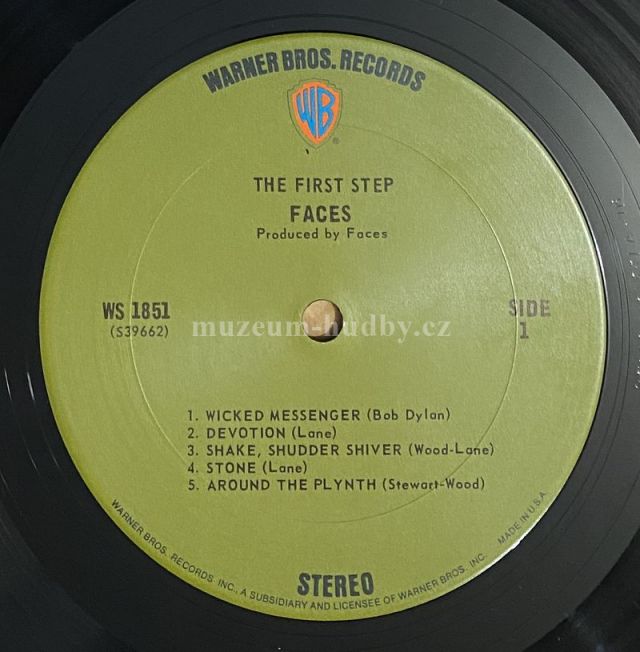 WARNER BROS. RECORDS
WB
®
THE FIRST STEP
FACES
Produced by Faces
WS 1851
(S39662)
SIDE
1
muzeum-hudby.cz
1. WICKED MESSENGER (Bob Dylan)
2. DEVOTION (Lane)
3. SHAKE, SHUDDER SHIVER (Wood-Lane)
4. STONE (Lane)
5. AROUND THE PLYNTH (Stewart-Wood)
STEREO
WARNER BROS. RECORDS INC., A SUBSIDIARY AND LICENSEE OF WARNER BROS. INC. MADE IN U.S.A.